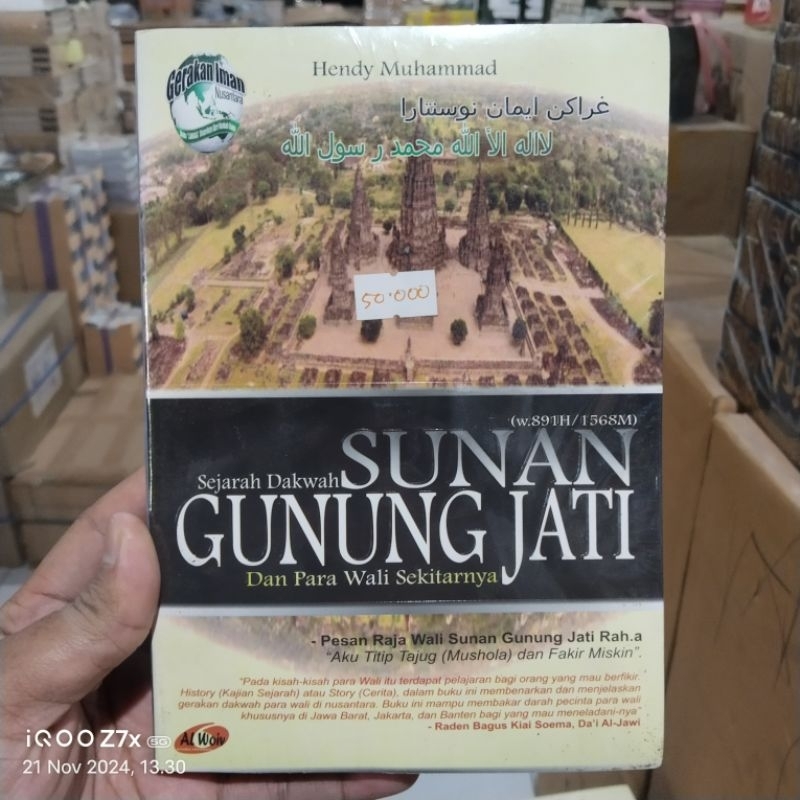 Gerakan Iman
Nusantara
Hendy Muhammad
غراكن ايمان نوسنتارا
لااله الأ الله محمد ر سول الله
50.000
(w.891H/1568M)
Sejarah Dakwah SUNAN
GUNUNG JATI
Dan Para Wali Sekitarnya
- Pesan Raja Wali Sunan Gunung Jati Rah.a
"Aku Titip Tajug (Mushola) dan Fakir Miskin".
"Pada kisah-kisah para Wali itu terdapat pelajaran bagi orang yang mau berfikir.
History (Kajian Sejarah) atau Story (Cerita), dalam buku ini membenarkan dan menjelaskan
gerakan dakwah para wali di nusantara. Buku ini mampu membakar darah pecinta para wali
khususnya di Jawa Barat, Jakarta, dan Banten bagi yang mau meneladani-nya"
- Raden Bagus Kiai Soema, Da'i Al-Jawi
Al Woiv
iQOO Z7x 5G
21 Nov 2024, 13.30